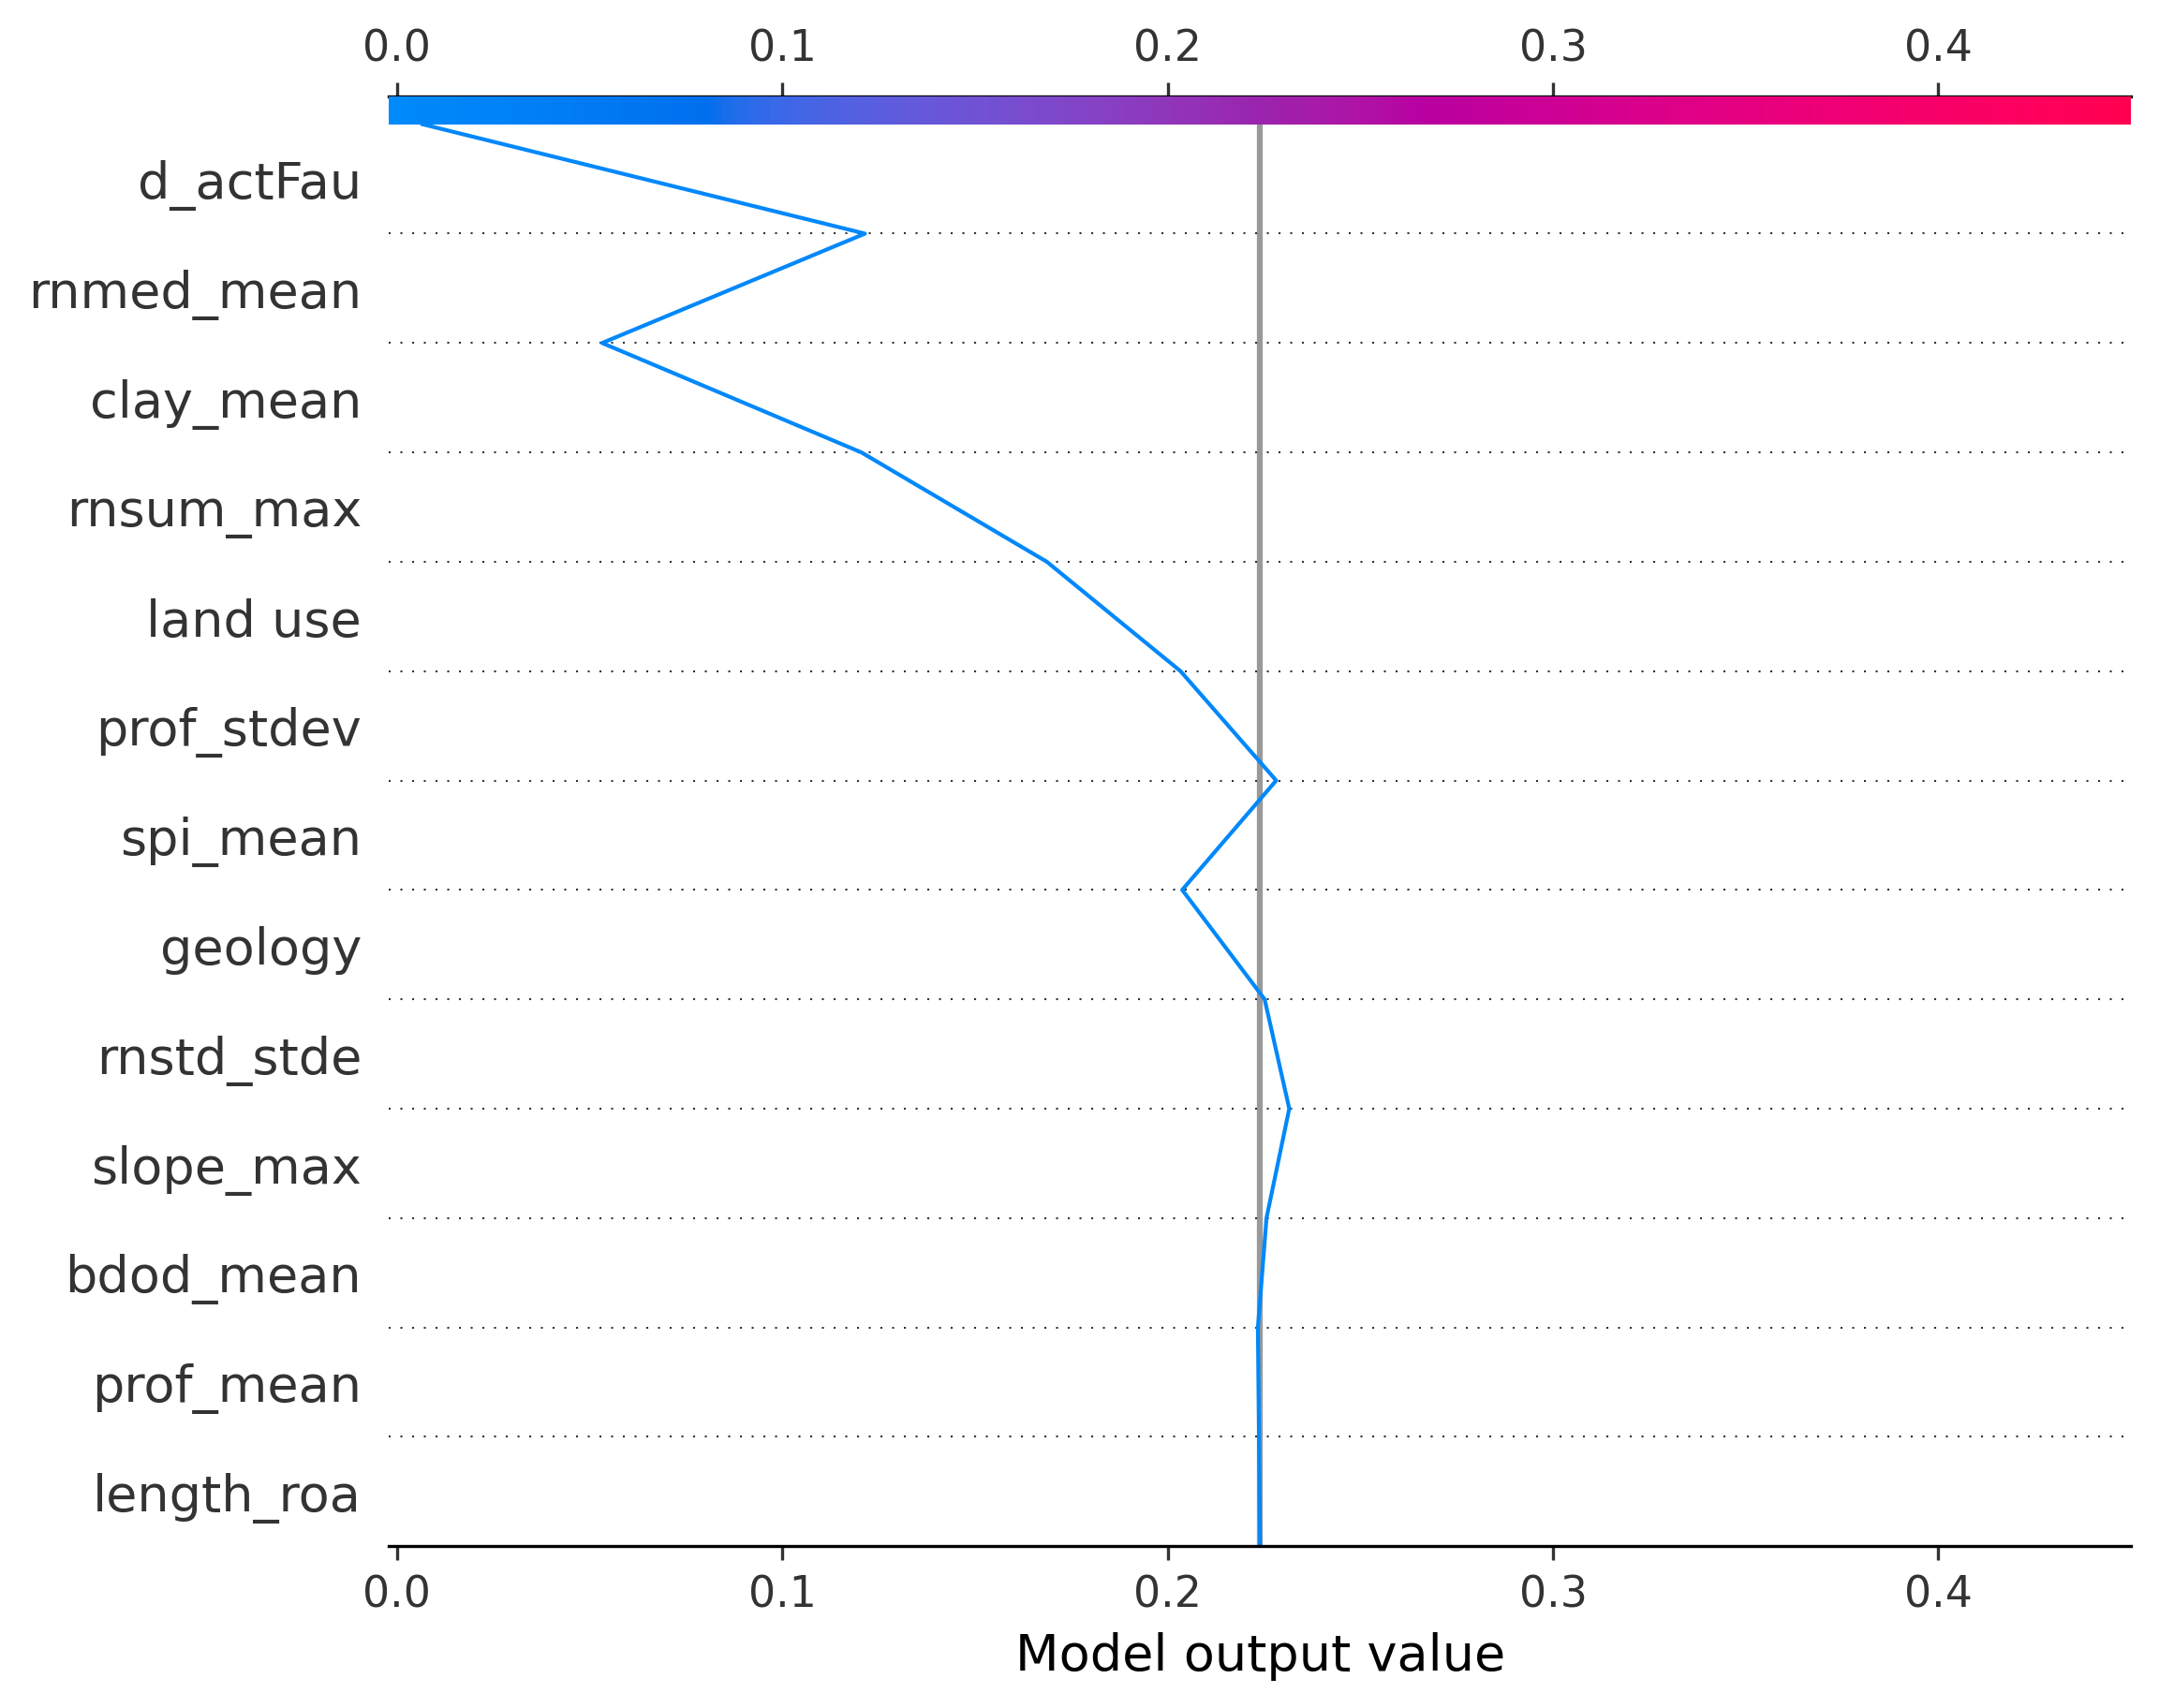 0.0 0.1 0.2 0.3 0.4
d_actFau
rnmed_mean
clay_mean
rnsum_max
land use
prof_stdev
spi_mean
geology
rnstd_stde
slope_max
bdod_mean
prof_mean
length_roa
0.0 0.1 0.2 0.3 0.4
Model output value